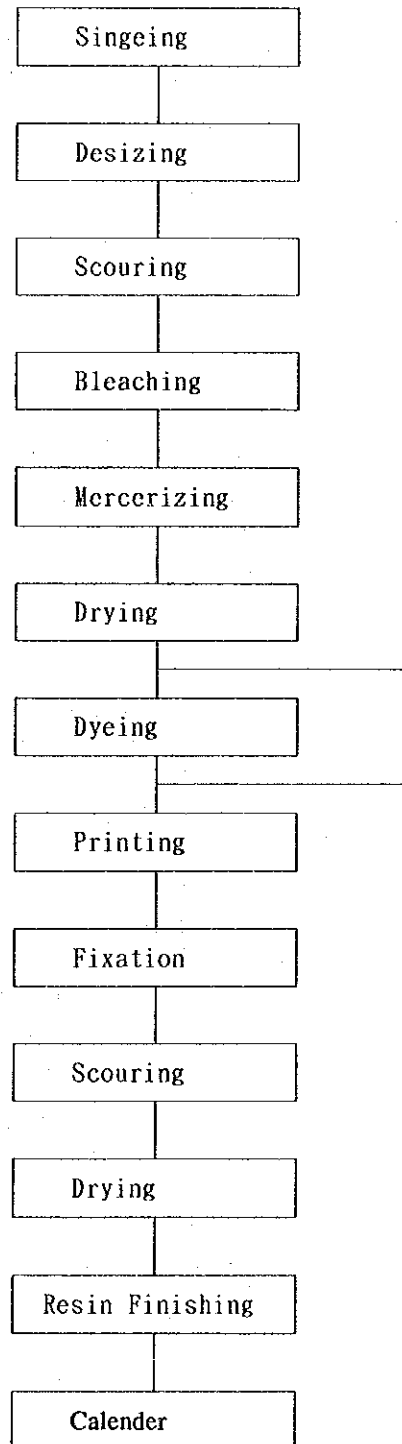 Singeing
Desizing
Scouring
Bleaching
Mercerizing
Drying
Dyeing
Printing
Fixation
Scouring
Drying
Resin Finishing
Calender